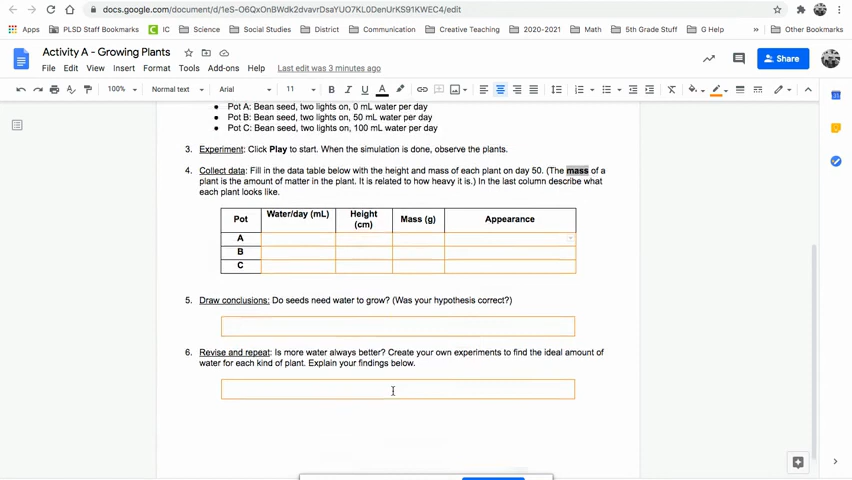 docs.google.com/document/d/1eS-O6QxOnBWdk2dvavrDsaYUO7KL0DenUrKS91KWEC4/edit
Apps
PLSD Staff Bookmarks
IC
Science
Social Studies
District
Communication
Creative Teaching
2020-2021
Math
5th Grade Stuff
G Help
Other Bookmarks
Activity A - Growing Plants
File Edit View Insert Format Tools Add-ons Help Last edit was 3 minutes ago
Share
100% Normal text Arial 11 B I U A
Pot A: Bean seed, two lights on, 0 mL water per day
Pot B: Bean seed, two lights on, 50 mL water per day
Pot C: Bean seed, two lights on, 100 mL water per day
3. Experiment: Click Play to start. When the simulation is done, observe the plants.
4. Collect data: Fill in the data table below with the height and mass of each plant on day 50. (The mass of a
plant is the amount of matter in the plant. It is related to how heavy it is.) In the last column describe what
each plant looks like.
Pot Water/day (mL) Height (cm) Mass (g) Appearance
A
B
C
5. Draw conclusions: Do seeds need water to grow? (Was your hypothesis correct?)
6. Revise and repeat: Is more water always better? Create your own experiments to find the ideal amount of
water for each kind of plant. Explain your findings below.